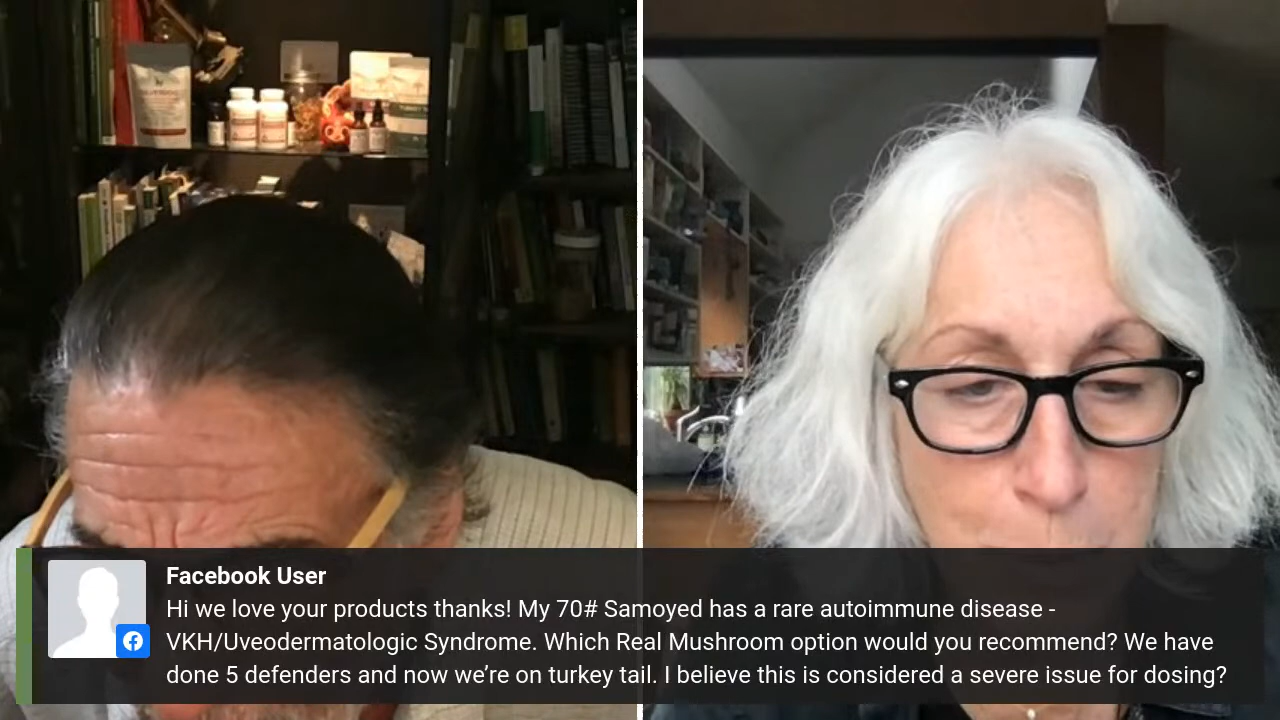 Facebook User
Hi we love your products thanks! My 70# Samoyed has a rare autoimmune disease -
VKH/Uveodermatologic Syndrome. Which Real Mushroom option would you recommend? We have
done 5 defenders and now we’re on turkey tail. I believe this is considered a severe issue for dosing?